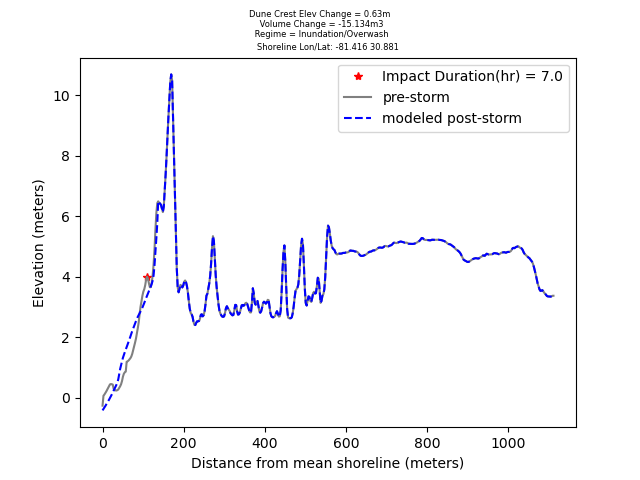 Dune Crest Elev Change = 0.63m
Volume Change = -15.134m3
Regime = Inundation/Overwash
Shoreline Lon/Lat: -81.416 30.881
Impact Duration(hr) = 7.0
pre-storm
modeled post-storm
Elevation (meters)
10
8
6
4
2
0
0 200 400 600 800 1000
Distance from mean shoreline (meters)